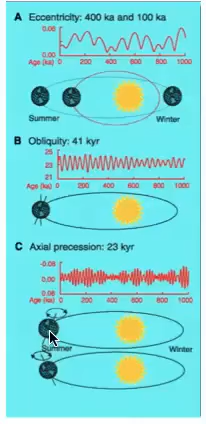 A Eccentricity: 400 ka and 100 ka
0.06
0.00
Age (ka) 0 200 400 600 800 1000
Summer Winter
B Obliquity: 41 kyr
25
23
21
Age (ka) 0 200 400 600 800 1000
C Axial precession: 23 kyr
-0.06
0.00
0.06
Age (ka) 0 200 400 600 800 1000
Summer Winter